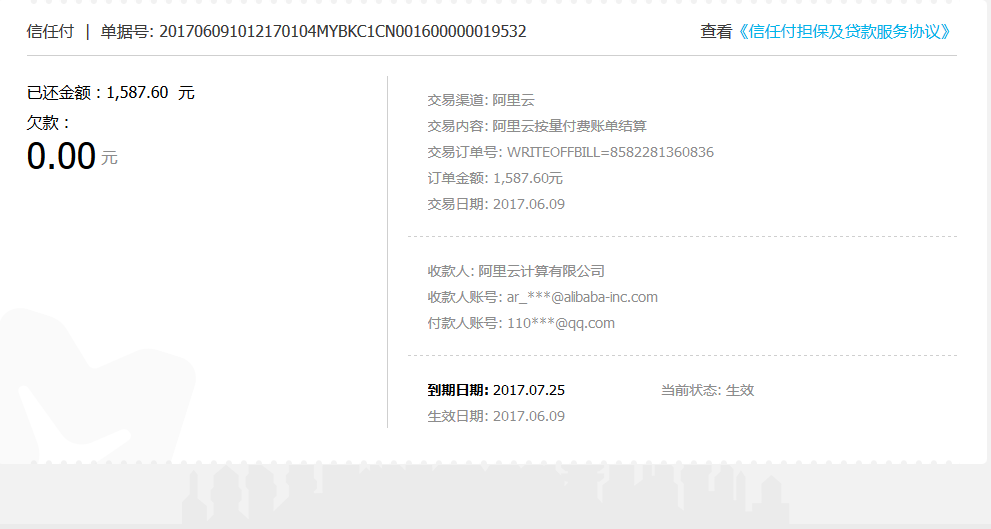 信任付 | 单据号: 201706091012170104MYBKC1CN001600000019532 查看《信任付担保及贷款服务协议》
已还金额：1,587.60 元
欠款：
0.00 元
交易渠道: 阿里云
交易内容: 阿里云按量付费账单结算
交易订单号: WRITEOFFBILL=8582281360836
订单金额: 1,587.60元
交易日期: 2017.06.09
收款人: 阿里云计算有限公司
收款人账号: ar_***@alibaba-inc.com
付款人账号: 110***@qq.com
到期日期: 2017.07.25 当前状态: 生效
生效日期: 2017.06.09